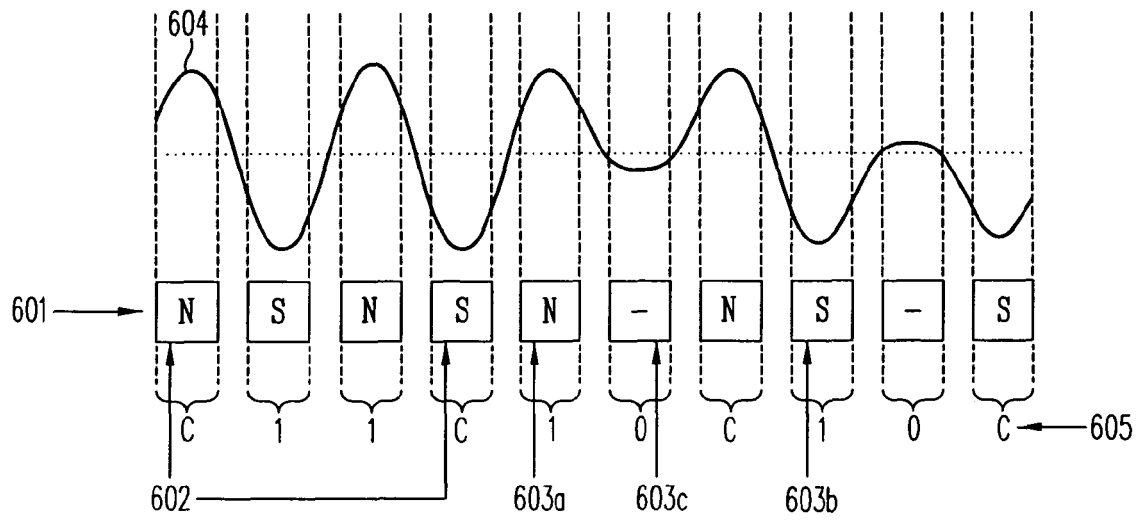 604
601 N S N S N – N S – S
C 1 1 C 1 0 C 1 0 C 605
602 603a 603c 603b